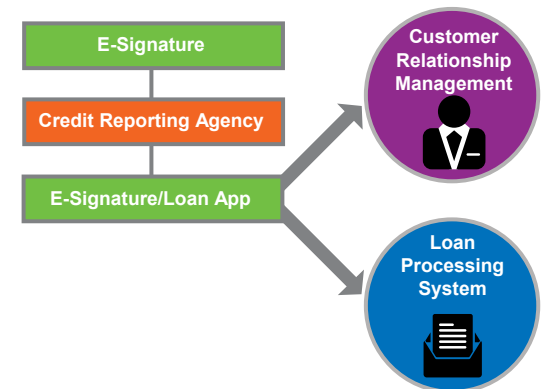 E-Signature
Credit Reporting Agency
E-Signature/Loan App
Customer
Relationship
Management
Loan
Processing
System